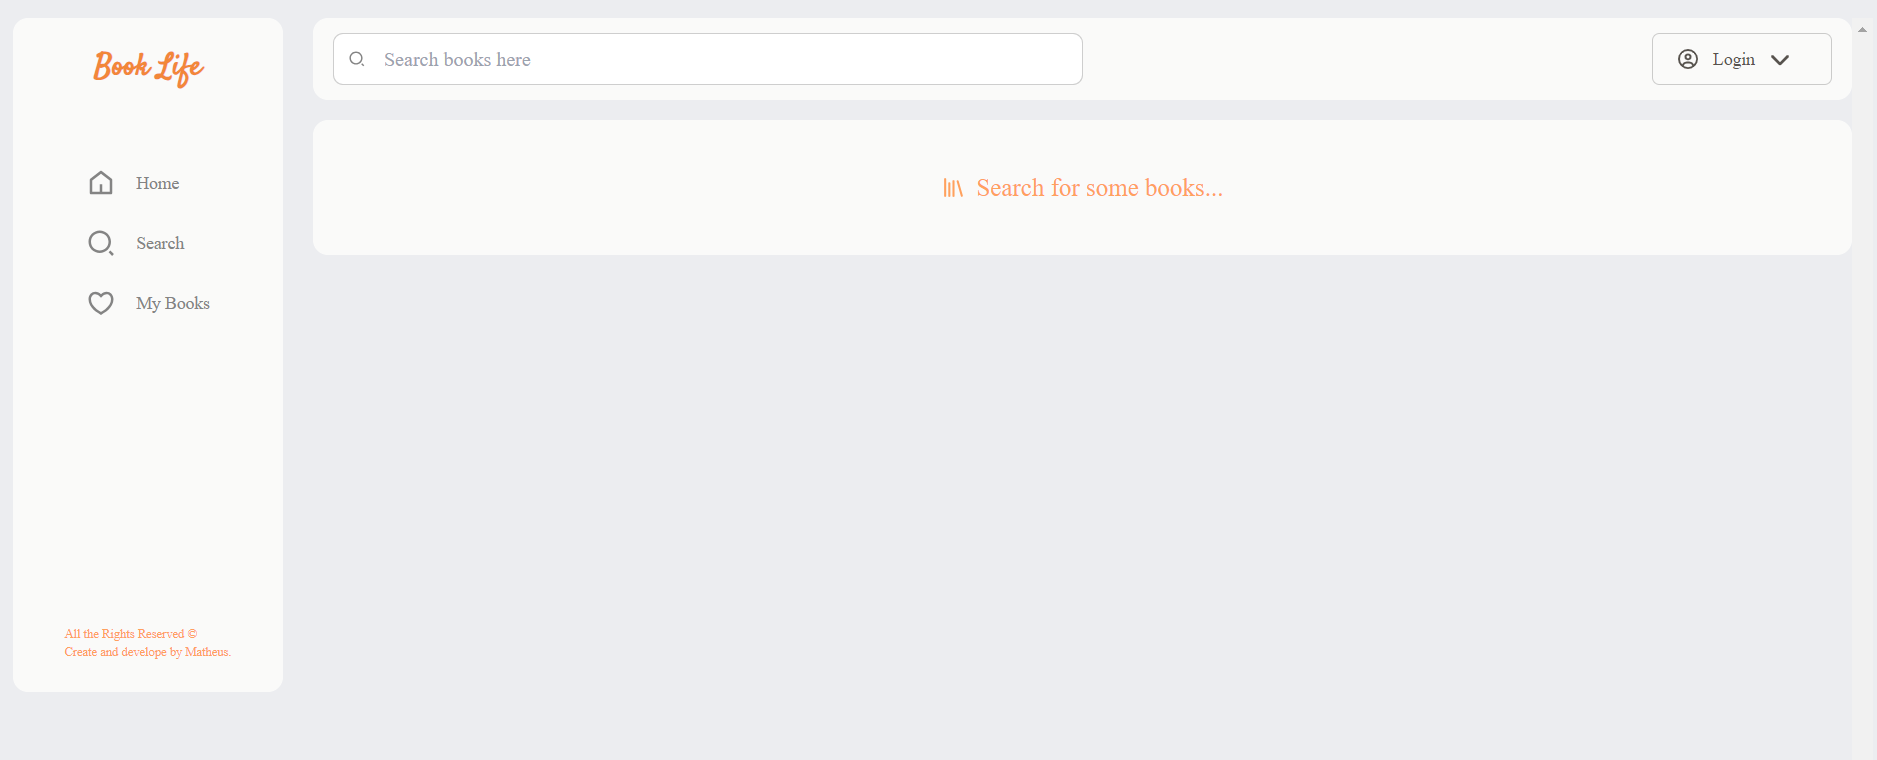 Book Life
Home
Search
My Books
All the Rights Reserved ©
Create and develope by Matheus.
Search books here
Login
Search for some books...